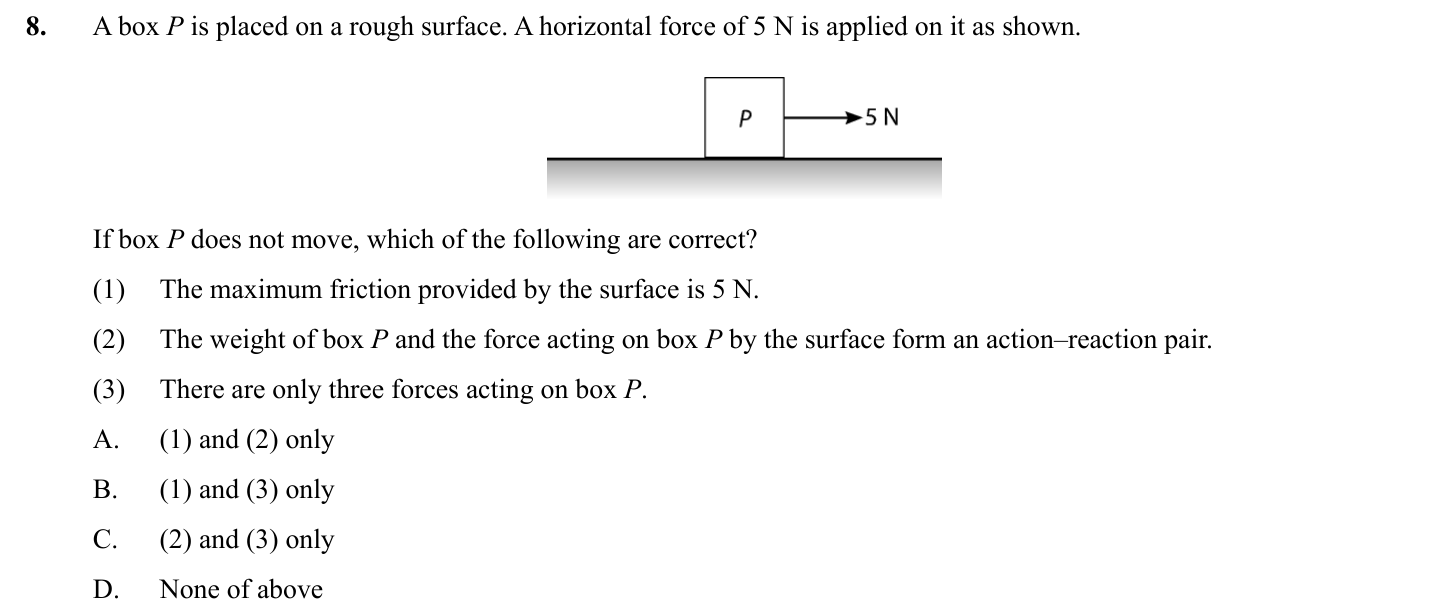 8. A box P is placed on a rough surface. A horizontal force of 5 N is applied on it as shown.
P
5 N
If box P does not move, which of the following are correct?
(1) The maximum friction provided by the surface is 5 N.
(2) The weight of box P and the force acting on box P by the surface form an action–reaction pair.
(3) There are only three forces acting on box P.
A. (1) and (2) only
B. (1) and (3) only
C. (2) and (3) only
D. None of above